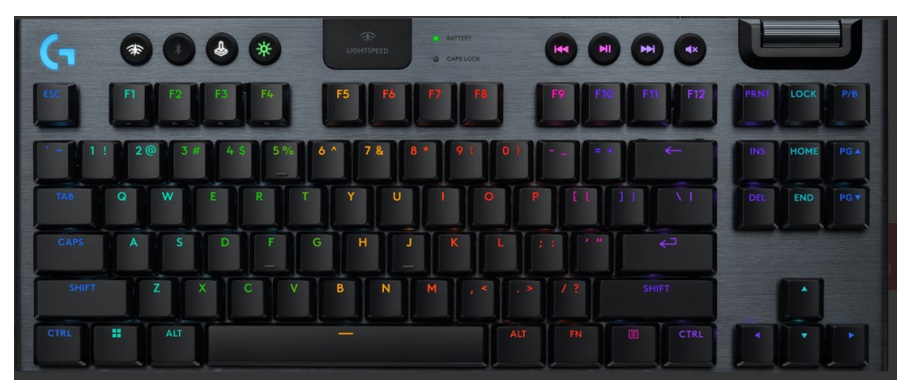 G
BATTERY
LIGHTSPEED
CAPS LOCK
ESC F1 F2 F3 F4 F5 F6 F7 F8 F9 F10 F11 F12 PRNT LOCK P/B
1 ! 2 @ 3 # 4 $ 5 % 6 ^ 7 & 8 * 9 ( 0 ) - _ = + ← INS HOME PG▲
TAB Q W E R T Y U I O P [ { ] } \ | DEL END PG▼
CAPS A S D F G H J K L ; : ' "
SHIFT Z X C V B N M , < . > / ? SHIFT
CTRL ALT ALT FN CTRL